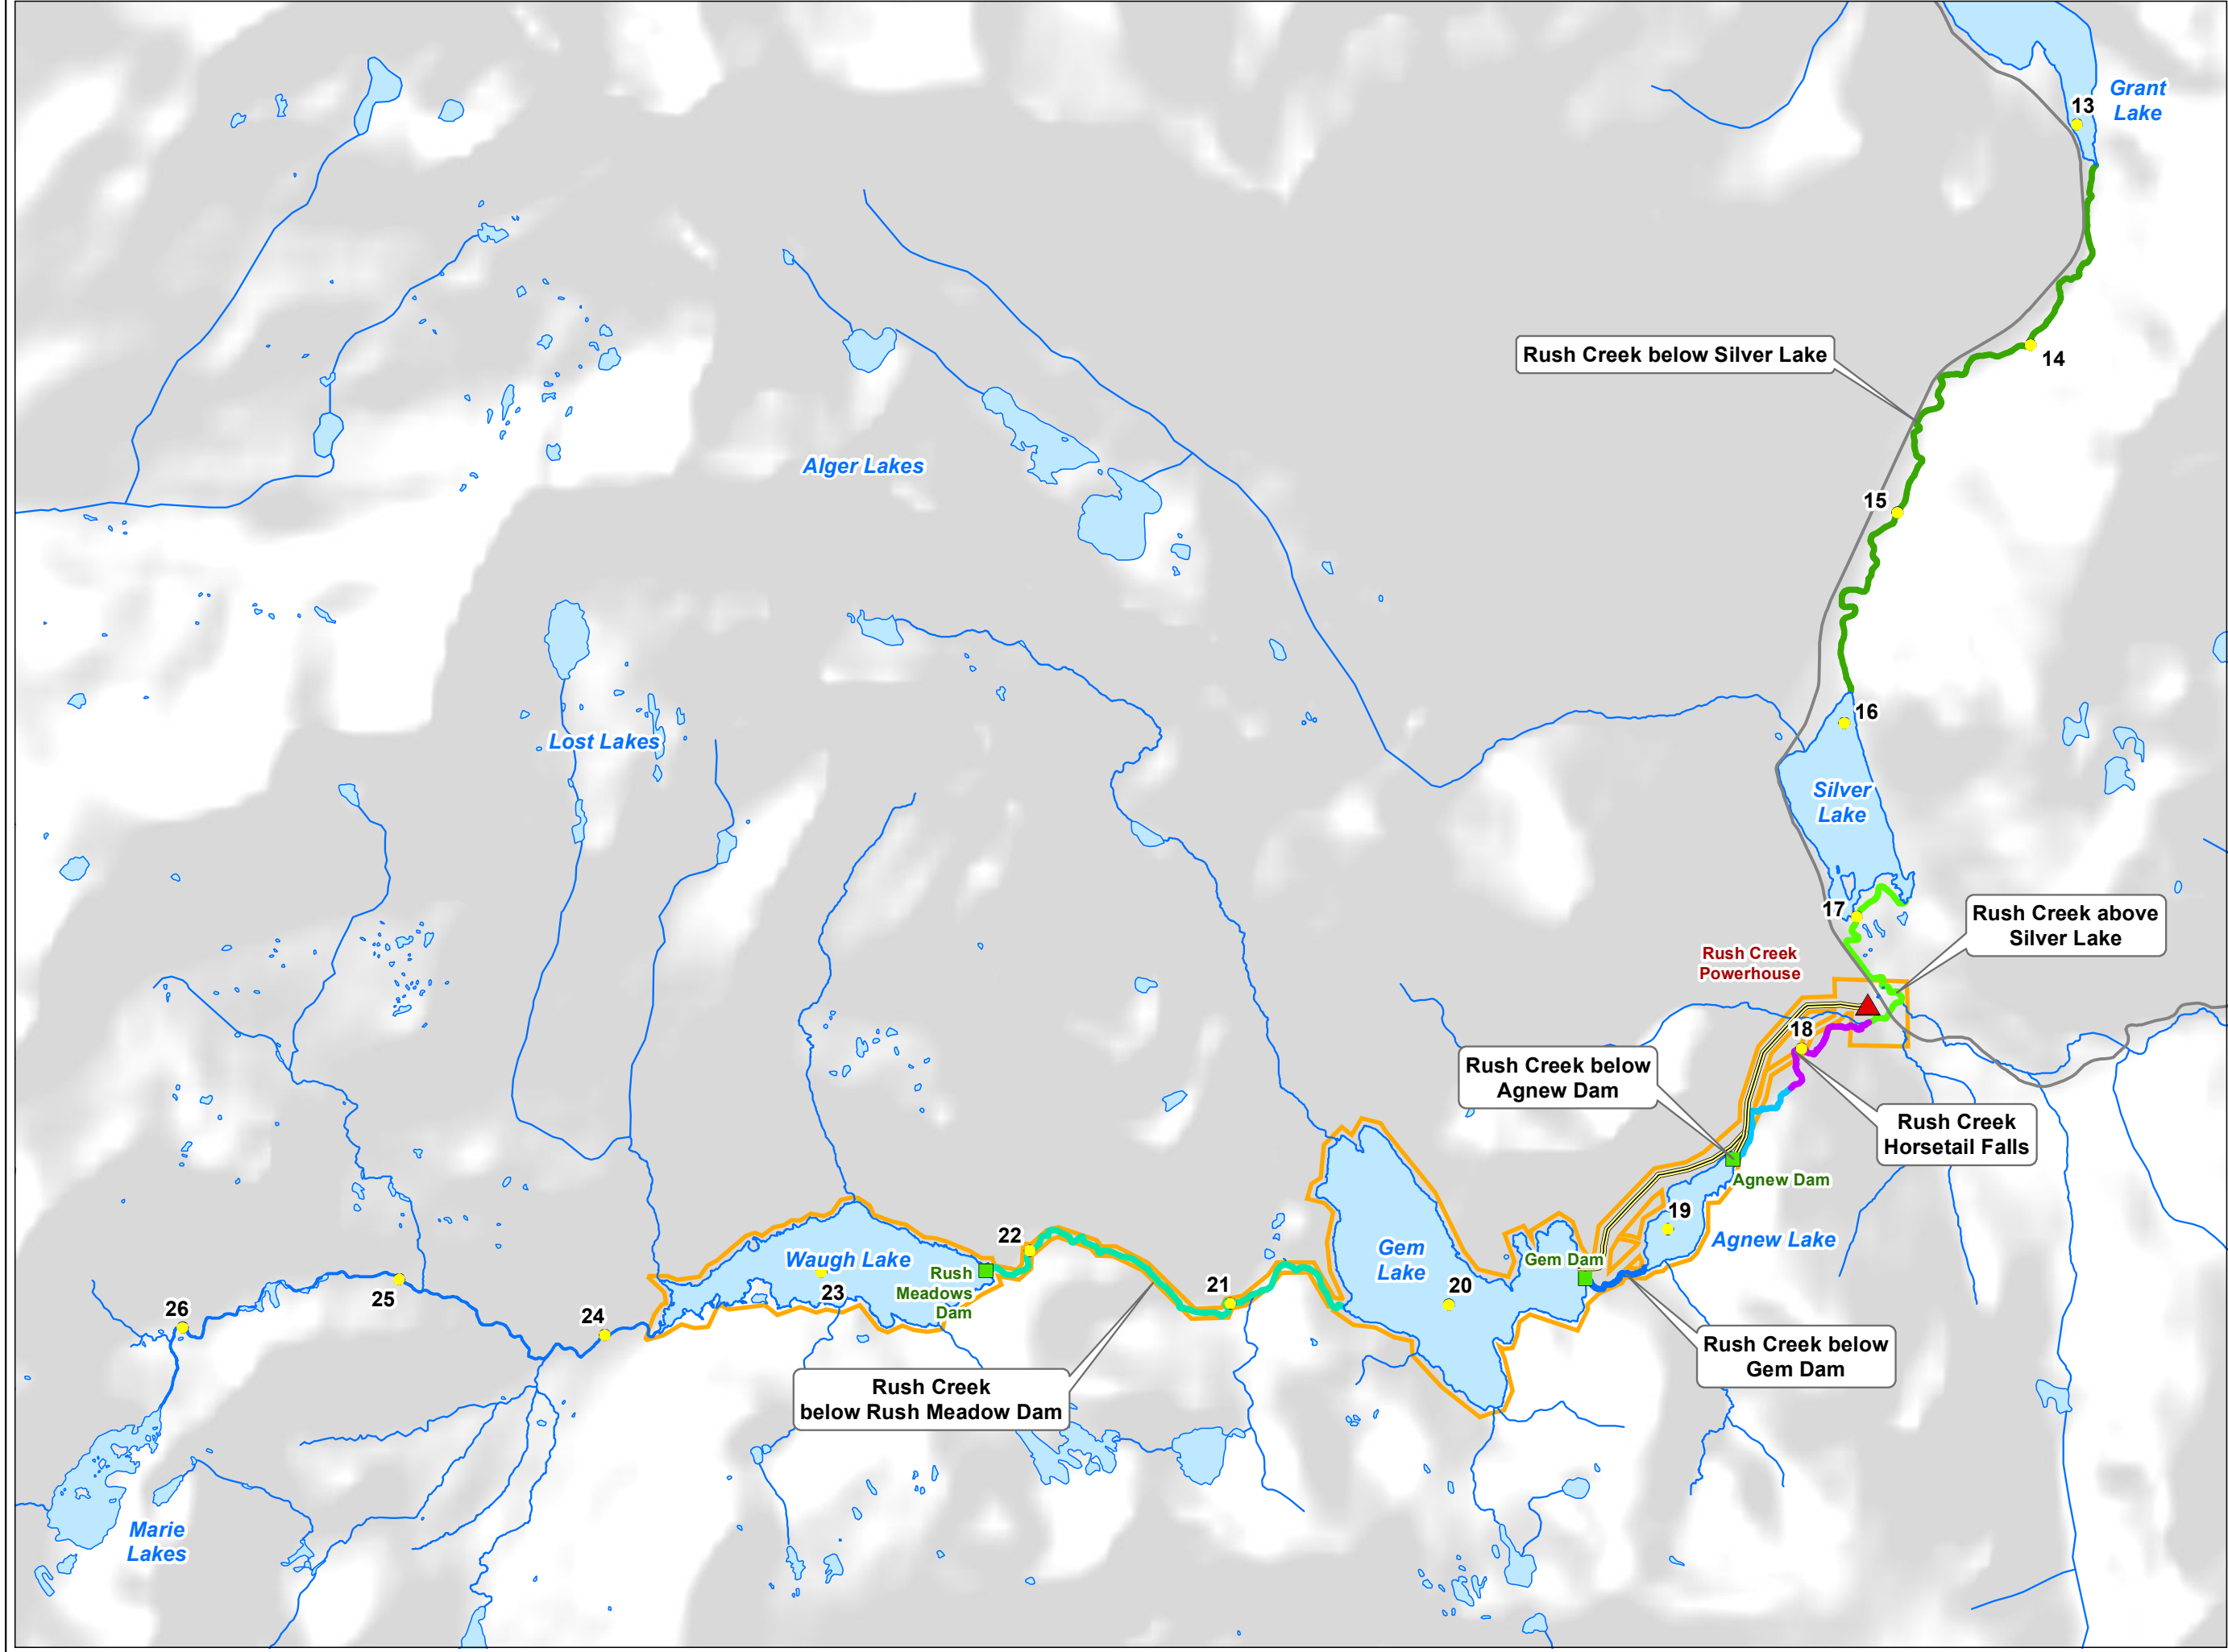 13
Grant
Lake
Rush Creek below Silver Lake
14
Alger Lakes
15
16
Lost Lakes
Silver
Lake
17
Rush Creek above
Silver Lake
Rush Creek
Powerhouse
18
Rush Creek below
Agnew Dam
Rush Creek
Horsetail Falls
Agnew Dam
19
Agnew Lake
22
Waugh Lake
Gem
Lake
Gem Dam
Rush
Meadows
Dam
23
21
20
25
26
24
Rush Creek below
Gem Dam
Rush Creek
below Rush Meadow Dam
Marie
Lakes